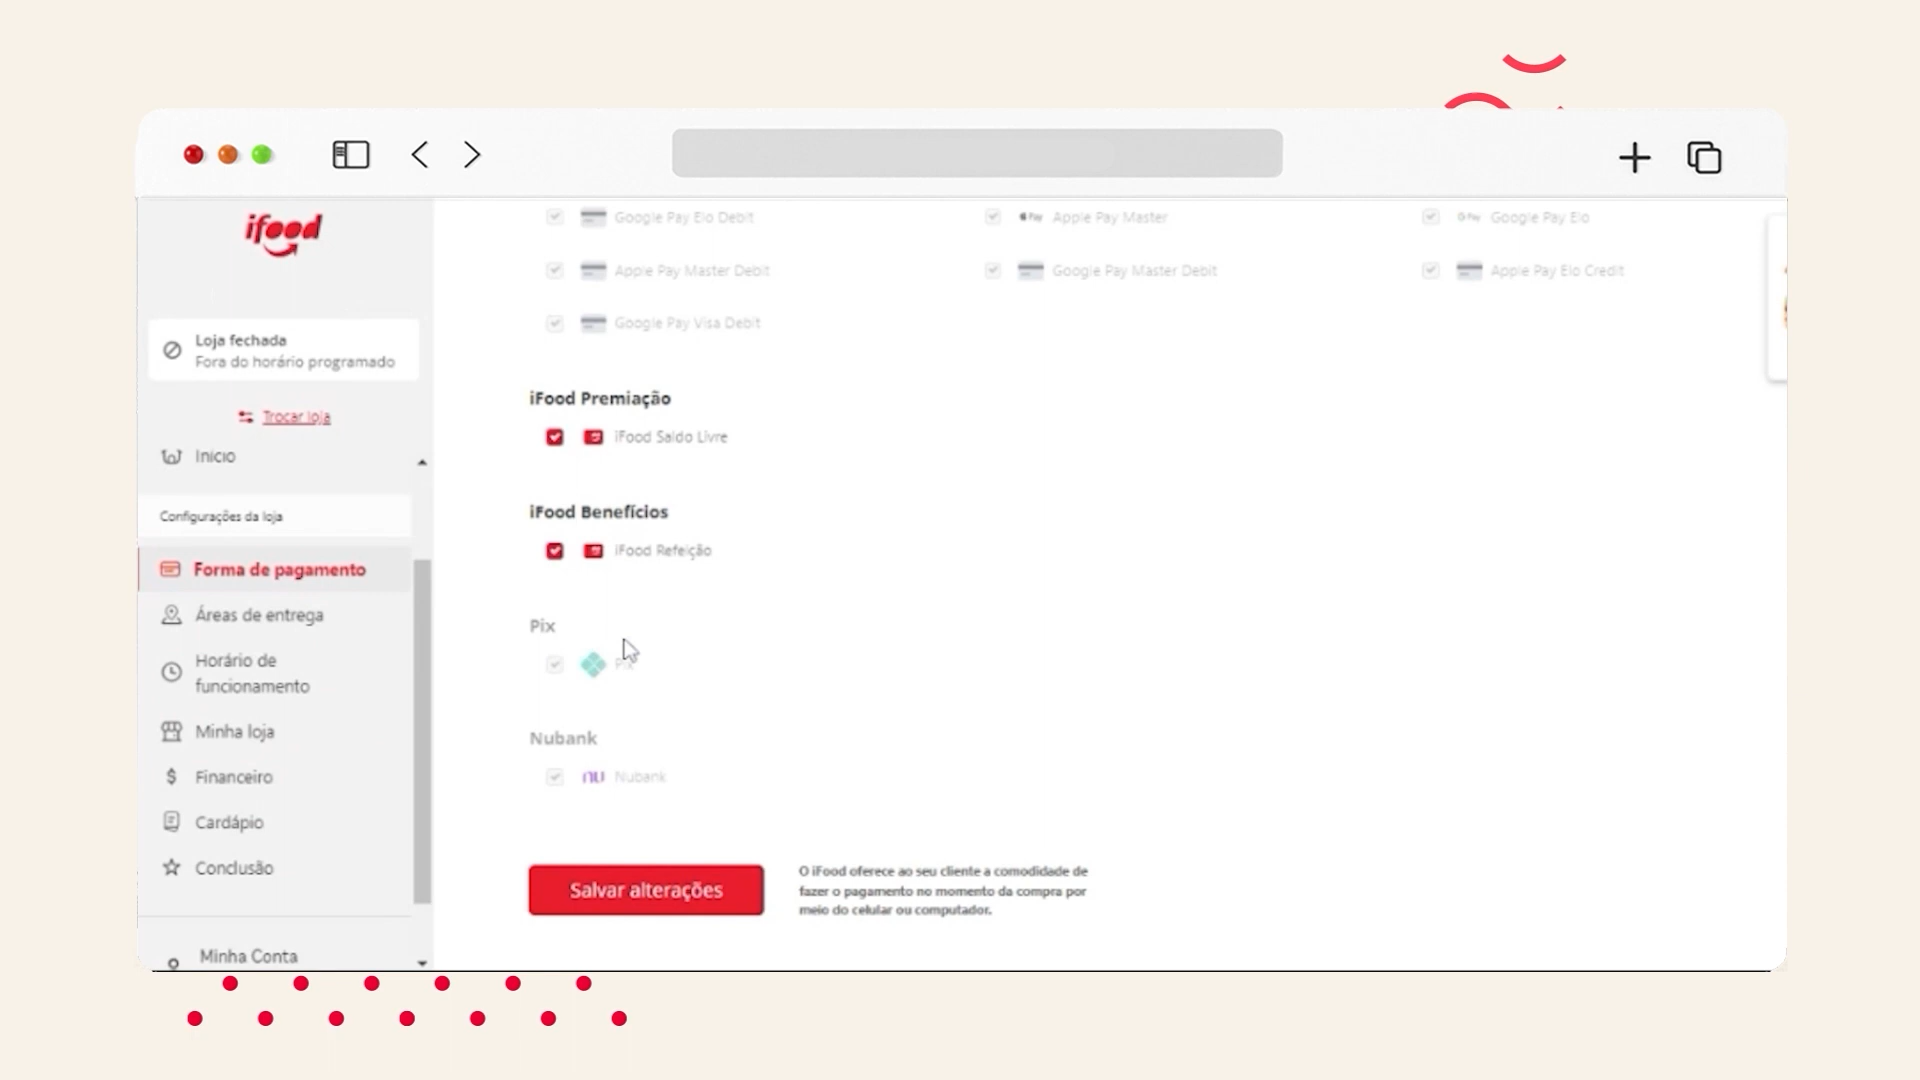 ifood
Loja fechada
Fora do horário programado
Trocar loja
Início
Configurações da loja
Forma de pagamento
Áreas de entrega
Horário de
funcionamento
Minha loja
Financeiro
Cardápio
Conclusão
Minha Conta
Google Pay Elo Debit
Pay Apple Pay Master
G Pay Google Pay Elo
Apple Pay Master Debit
Google Pay Master Debit
Apple Pay Elo Credit
Google Pay Visa Debit
iFood Premiação
iFood Saldo Livre
iFood Benefícios
iFood Refeição
Pix
Pix
Nubank
nu Nubank
Salvar alterações
O iFood oferece ao seu cliente a comodidade de
fazer o pagamento no momento da compra por
meio do celular ou computador.